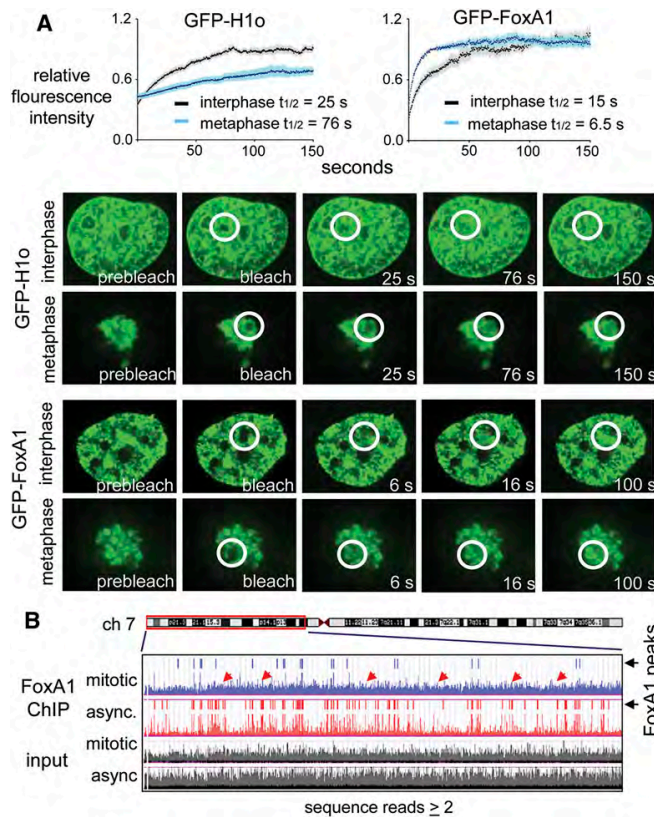 A
GFP-H1o
GFP-FoxA1
relative
flourescence
intensity
1.2
0.6
0.0
interphase t1/2 = 25 s
metaphase t1/2 = 76 s
50
100
150
1.2
0.6
0.0
interphase t1/2 = 15 s
metaphase t1/2 = 6.5 s
50
100
150
seconds
GFP-H1o
interphase
prebleach
bleach
25 s
76 s
150 s
metaphase
prebleach
bleach
25 s
76 s
150 s
GFP-FoxA1
interphase
prebleach
bleach
6 s
16 s
100 s
metaphase
prebleach
bleach
6 s
16 s
100 s
B
ch 7
FoxA1
ChIP
mitotic
async.
input
mitotic
async
FoxA1 peaks
sequence reads ≥ 2